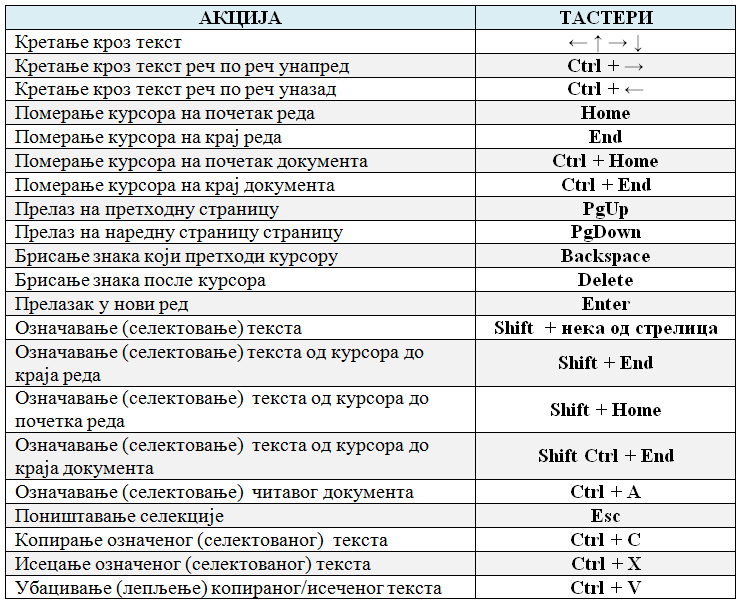 АКЦИЈА ТАСТЕРИ
Кретање кроз текст ← ↑ → ↓
Кретање кроз текст реч по реч унапред Ctrl + →
Кретање кроз текст реч по реч уназад Ctrl + ←
Померање курсора на почетак реда Home
Померање курсора на крај реда End
Померање курсора на почетак документа Ctrl + Home
Померање курсора на крај документа Ctrl + End
Прелаз на претходну страницу PgUp
Прелаз на наредну страницу страницу PgDown
Брисање знака који претходи курсору Backspace
Брисање знака после курсора Delete
Прелазак у нови ред Enter
Означавање (селектовање) текста Shift + нека од стрелица
Означавање (селектовање) текста од курсора до
краја реда Shift + End
Означавање (селектовање) текста од курсора до
почетка реда Shift + Home
Означавање (селектовање) текста од курсора до
краја документа Shift Ctrl + End
Означавање (селектовање) читавог документа Ctrl + A
Поништавање селекције Esc
Копирање означеног (селектованог) текста Ctrl + C
Исецање означеног (селектованог) текста Ctrl + X
Убацивање (лепљење) копираног/исеченог текста Ctrl + V